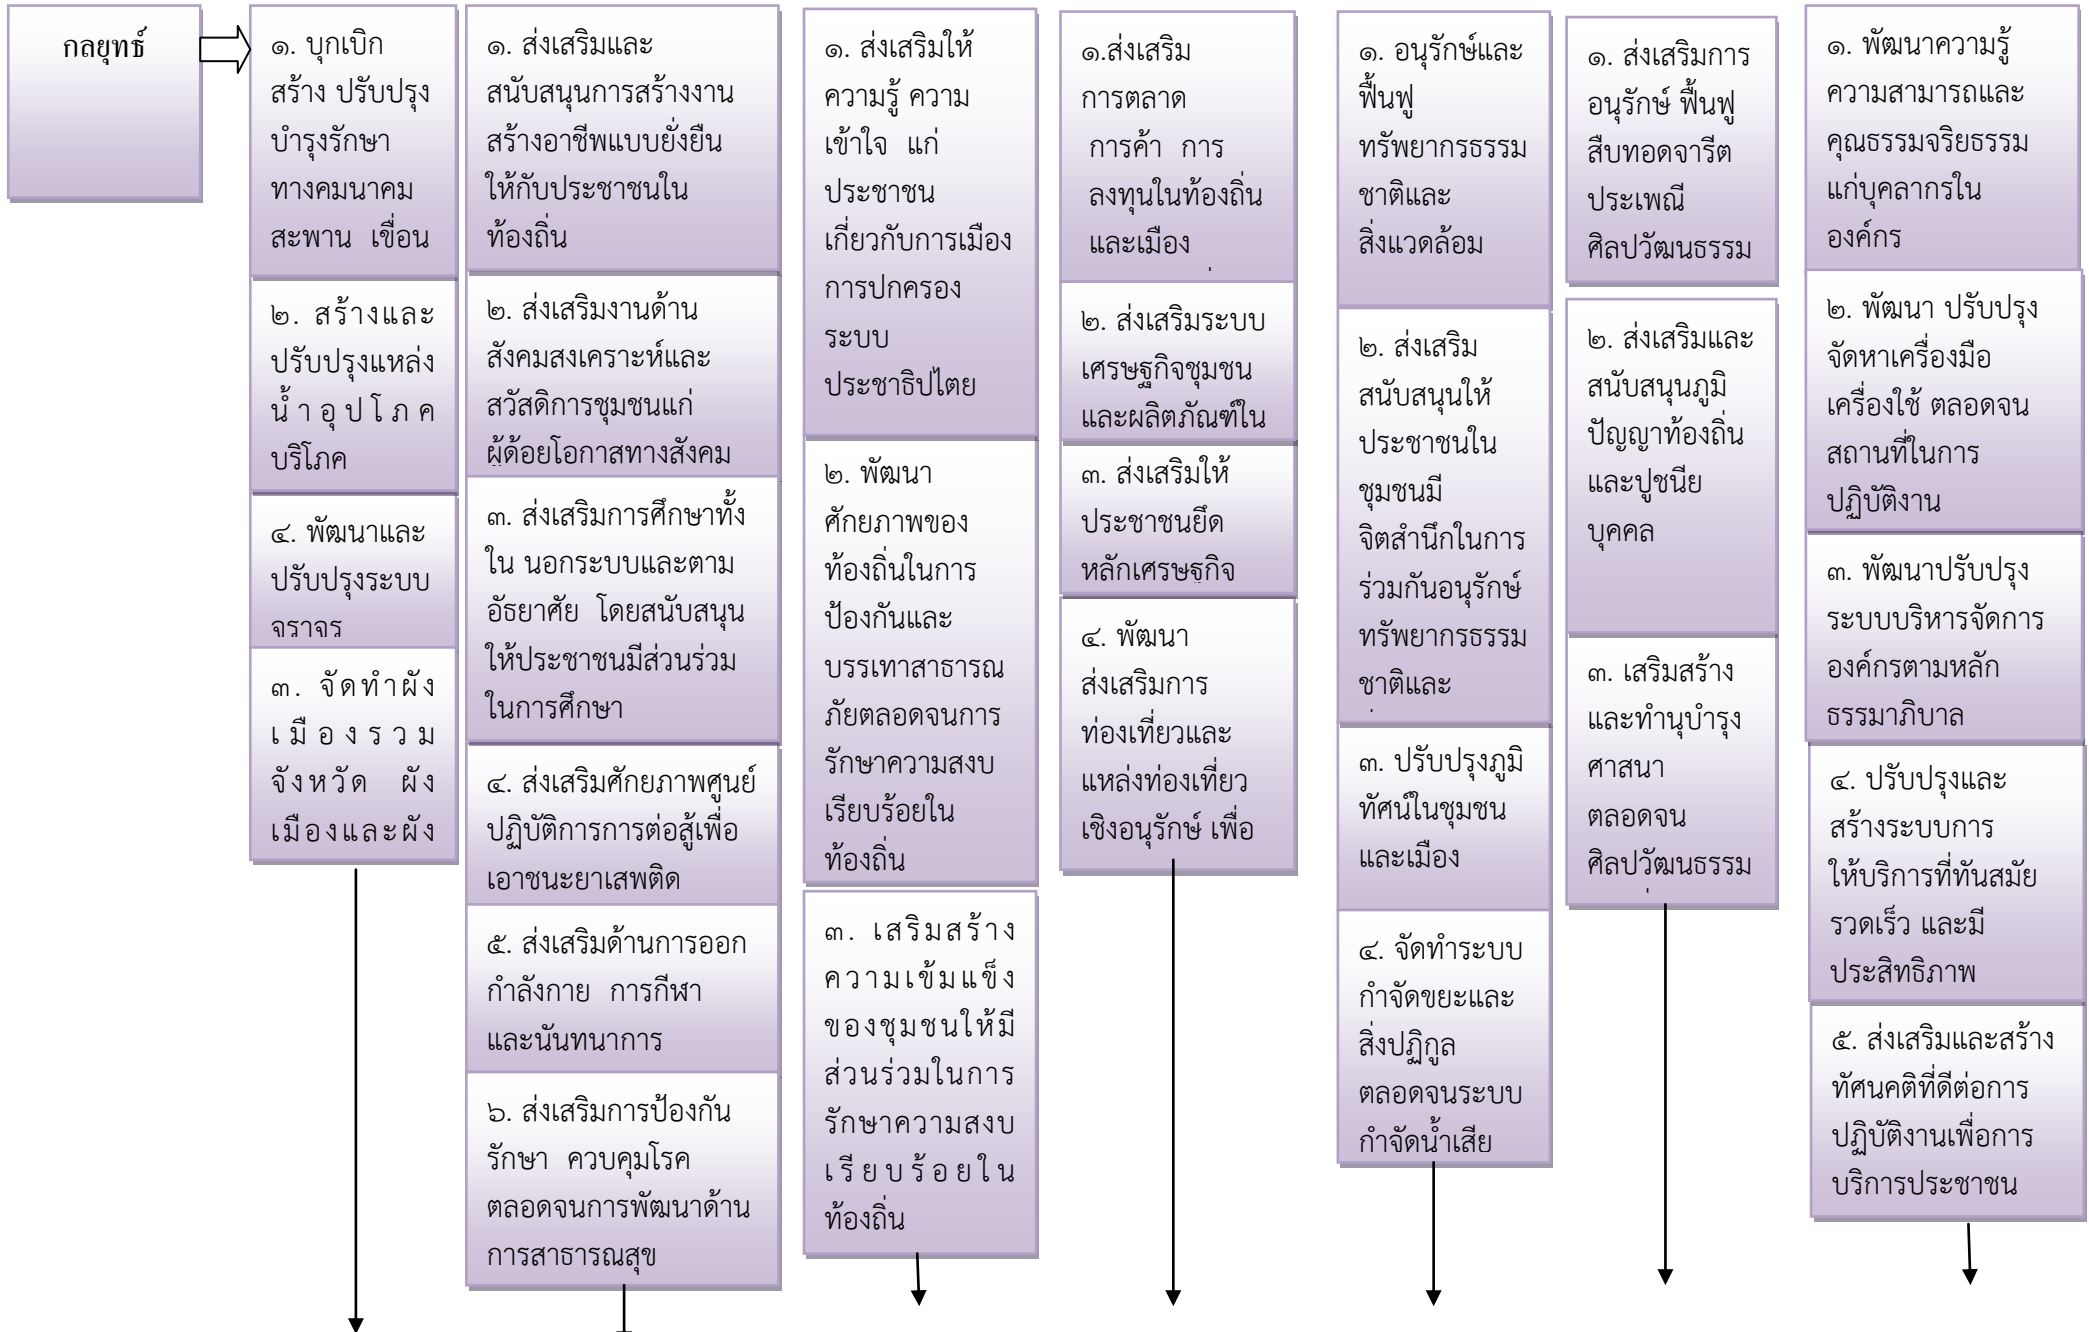 กลยุทธ์
๑. บุกเบิก
สร้าง ปรับปรุง
บำรุงรักษา
ทางคมนาคม
สะพาน เขื่อน
๒. สร้างและ
ปรับปรุงแหล่ง
น้ำอุปโภค
บริโภค
๔. พัฒนาและ
ปรับปรุงระบบ
จราจร
๓. จัดทำผัง
เมืองรวม
จังหวัด ผัง
เมืองและผัง
๑. ส่งเสริมและ
สนับสนุนการสร้างงาน
สร้างอาชีพแบบยั่งยืน
ให้กับประชาชนใน
ท้องถิ่น
๒. ส่งเสริมงานด้าน
สังคมสงเคราะห์และ
สวัสดิการชุมชนแก่
ผู้ด้อยโอกาสทางสังคม
๓. ส่งเสริมการศึกษาทั้ง
ใน นอกระบบและตาม
อัธยาศัย โดยสนับสนุน
ให้ประชาชนมีส่วนร่วม
ในการศึกษา
๔. ส่งเสริมศักยภาพศูนย์
ปฏิบัติการการต่อสู้เพื่อ
เอาชนะยาเสพติด
๕. ส่งเสริมด้านการออก
กำลังกาย การกีฬา
และนันทนาการ
๖. ส่งเสริมการป้องกัน
รักษา ควบคุมโรค
ตลอดจนการพัฒนาด้าน
การสาธารณสุข
๑. ส่งเสริมให้
ความรู้ ความ
เข้าใจ แก่
ประชาชน
เกี่ยวกับการเมือง
การปกครอง
ระบบ
ประชาธิปไตย
๒. พัฒนา
ศักยภาพของ
ท้องถิ่นในการ
ป้องกันและ
บรรเทาสาธารณ
ภัยตลอดจนการ
รักษาความสงบ
เรียบร้อยใน
ท้องถิ่น
๓. เสริมสร้าง
ความเข้มแข็ง
ของชุมชนให้มี
ส่วนร่วมในการ
รักษาความสงบ
เรียบร้อยใน
ท้องถิ่น
๑.ส่งเสริม
การตลาด
การค้า การ
ลงทุนในท้องถิ่น
และเมือง
๒. ส่งเสริมระบบ
เศรษฐกิจชุมชน
และผลิตภัณฑ์ใน
๓. ส่งเสริมให้
ประชาชนยึด
หลักเศรษฐกิจ
๔. พัฒนา
ส่งเสริมการ
ท่องเที่ยวและ
แหล่งท่องเที่ยว
เชิงอนุรักษ์ เพื่อ
๑. อนุรักษ์และ
ฟื้นฟู
ทรัพยากรธรรม
ชาติและ
สิ่งแวดล้อม
๒. ส่งเสริม
สนับสนุนให้
ประชาชนใน
ชุมชนมี
จิตสำนึกในการ
ร่วมกันอนุรักษ์
ทรัพยากรธรรม
ชาติและ
๓. ปรับปรุงภูมิ
ทัศน์ในชุมชน
และเมือง
๔. จัดทำระบบ
กำจัดขยะและ
สิ่งปฏิกูล
ตลอดจนระบบ
กำจัดน้ำเสีย
๑. ส่งเสริมการ
อนุรักษ์ ฟื้นฟู
สืบทอดจารีต
ประเพณี
ศิลปวัฒนธรรม
๒. ส่งเสริมและ
สนับสนุนภูมิ
ปัญญาท้องถิ่น
และปูชนีย
บุคคล
๓. เสริมสร้าง
และทำนุบำรุง
ศาสนา
ตลอดจน
ศิลปวัฒนธรรม
๑. พัฒนาความรู้
ความสามารถและ
คุณธรรมจริยธรรม
แก่บุคลากรใน
องค์กร
๒. พัฒนา ปรับปรุง
จัดหาเครื่องมือ
เครื่องใช้ ตลอดจน
สถานที่ในการ
ปฏิบัติงาน
๓. พัฒนาปรับปรุง
ระบบบริหารจัดการ
องค์กรตามหลัก
ธรรมาภิบาล
๔. ปรับปรุงและ
สร้างระบบการ
ให้บริการที่ทันสมัย
รวดเร็ว และมี
ประสิทธิภาพ
๕. ส่งเสริมและสร้าง
ทัศนคติที่ดีต่อการ
ปฏิบัติงานเพื่อการ
บริการประชาชน